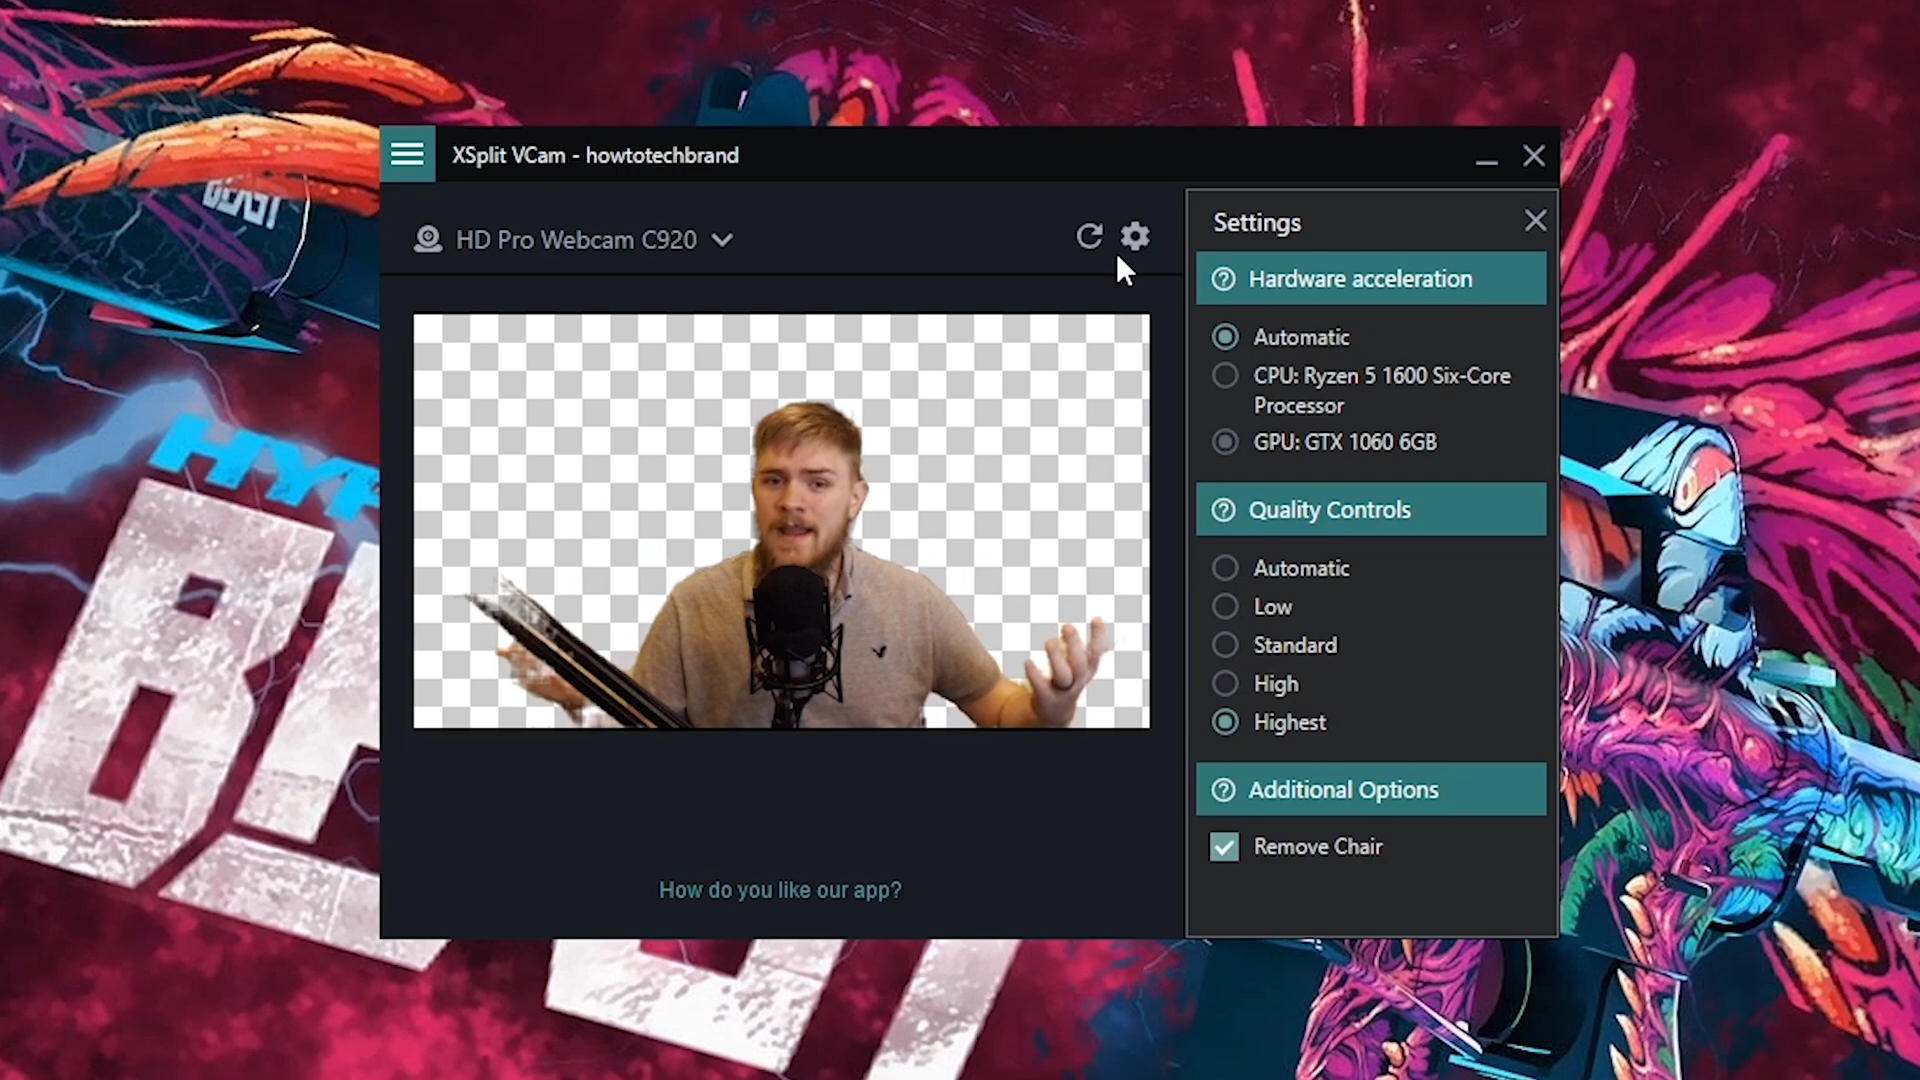 XSplit VCam - howtotechbrand
HD Pro Webcam C920
Settings
Hardware acceleration
Automatic
CPU: Ryzen 5 1600 Six-Core
Processor
GPU: GTX 1060 6GB
Quality Controls
Automatic
Low
Standard
High
Highest
Additional Options
Remove Chair
How do you like our app?
BEAST